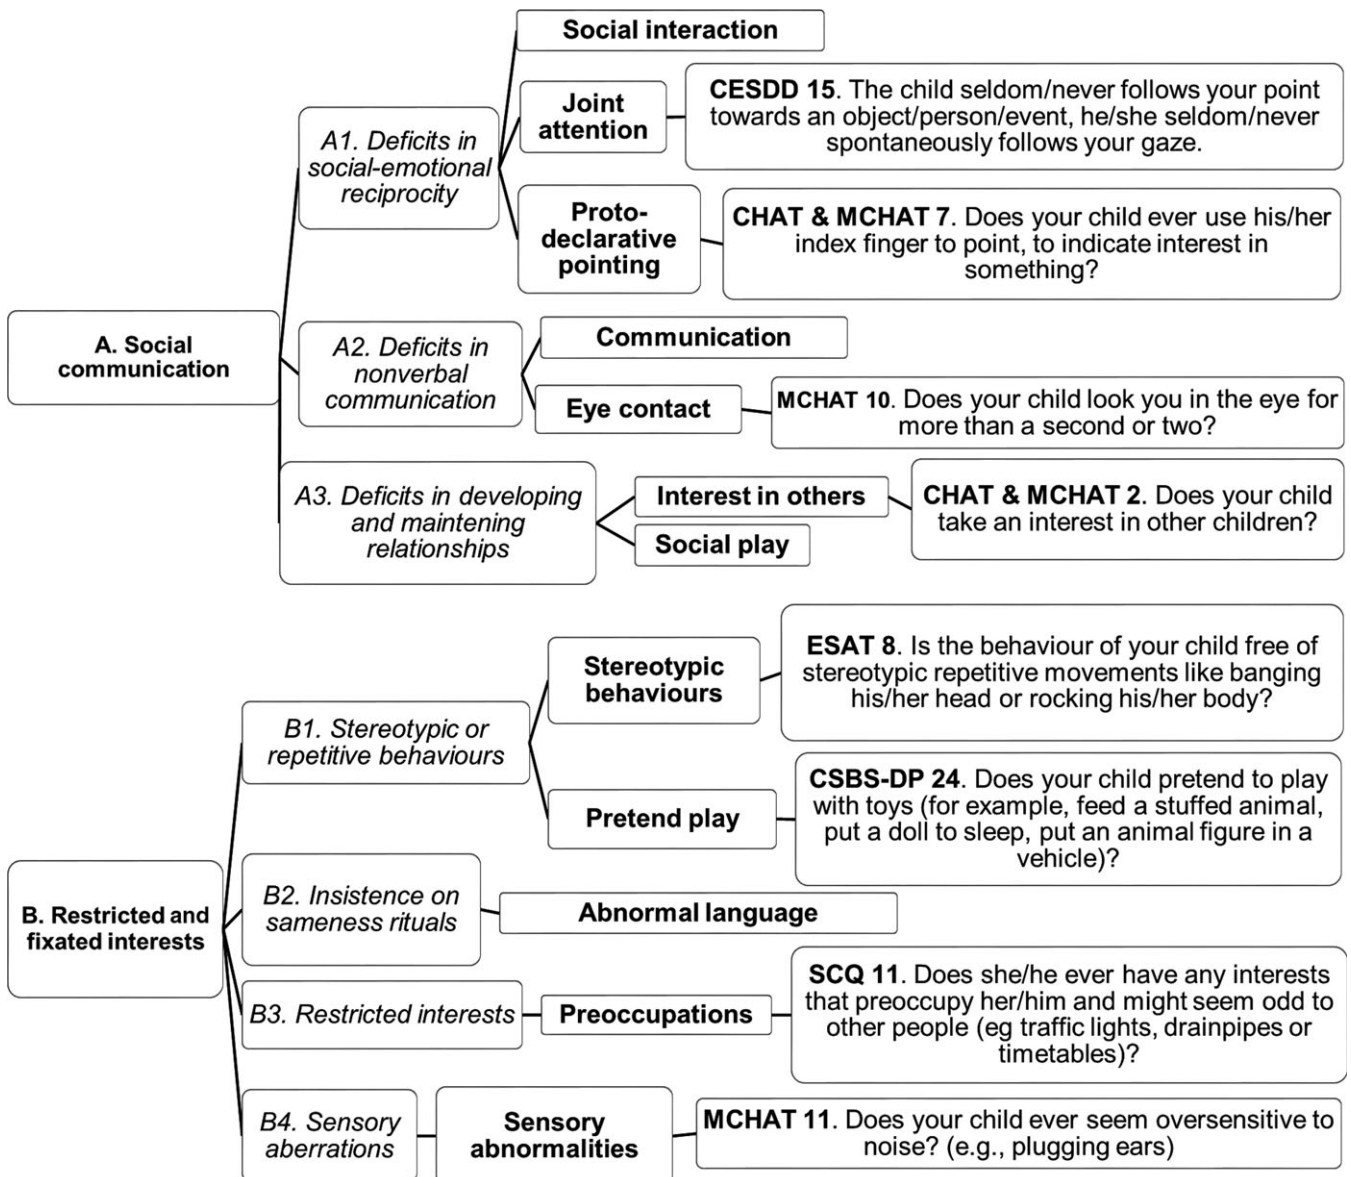 Social interaction
A1. Deficits in
social-emotional
reciprocity
Joint
attention
CESDD 15. The child seldom/never follows your point
towards an object/person/event, he/she seldom/never
spontaneously follows your gaze.
Proto-
declarative
pointing
CHAT & MCHAT 7. Does your child ever use his/her
index finger to point, to indicate interest in
something?
A. Social
communication
A2. Deficits in
nonverbal
communication
Communication
Eye contact
MCHAT 10. Does your child look you in the eye for
more than a second or two?
A3. Deficits in developing
and maintening
relationships
Interest in others
CHAT & MCHAT 2. Does your child
take an interest in other children?
Social play
B. Restricted and
fixated interests
B1. Stereotypic or
repetitive behaviours
Stereotypic
behaviours
ESAT 8. Is the behaviour of your child free of
stereotypic repetitive movements like banging
his/her head or rocking his/her body?
Pretend play
CSBS-DP 24. Does your child pretend to play
with toys (for example, feed a stuffed animal,
put a doll to sleep, put an animal figure in a
vehicle)?
B2. Insistence on
sameness rituals
Abnormal language
B3. Restricted interests
Preoccupations
SCQ 11. Does she/he ever have any interests
that preoccupy her/him and might seem odd to
other people (eg traffic lights, drainpipes or
timetables)?
B4. Sensory
aberrations
Sensory
abnormalities
MCHAT 11. Does your child ever seem oversensitive to
noise? (e.g., plugging ears)